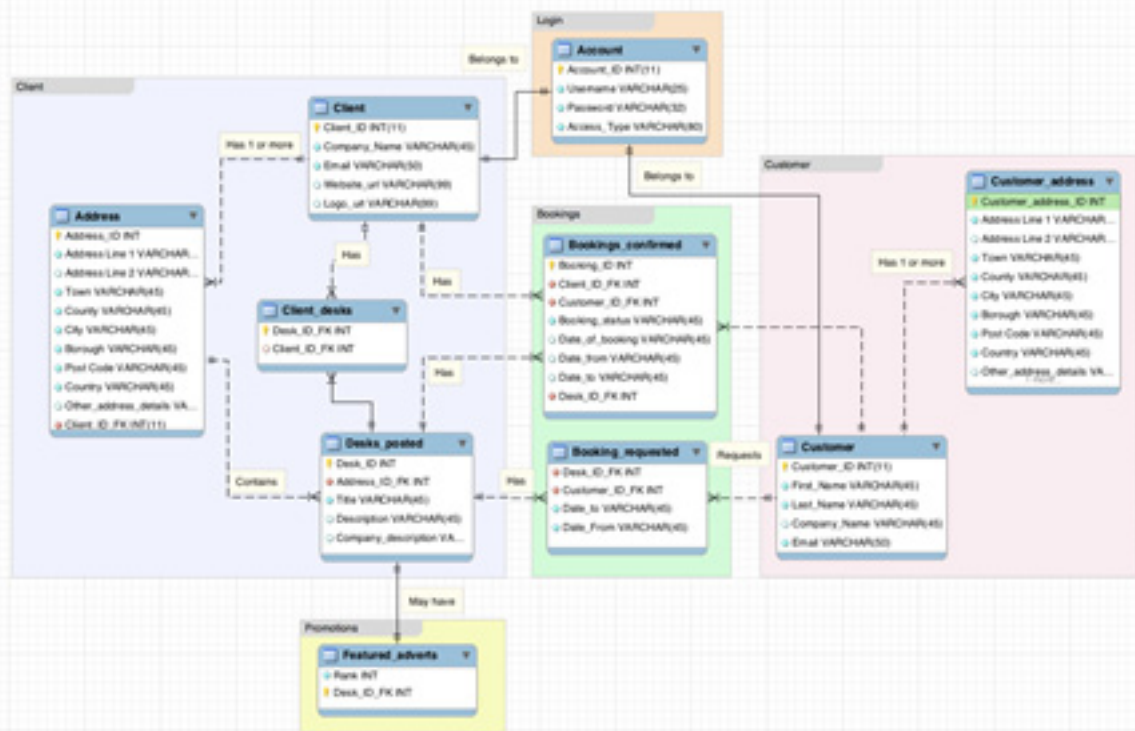 Login
Account
Account_ID INT(11)
Username VARCHAR(25)
Password VARCHAR(32)
Access_Type VARCHAR(80)
Belongs to
Client
Client
Client_ID INT(11)
Company_Name VARCHAR(45)
Email VARCHAR(50)
Website_url VARCHAR(99)
Logo_url VARCHAR(99)
Has 1 or more
Address
Address_ID INT
Address Line 1 VARCHAR...
Address Line 2 VARCHAR...
Town VARCHAR(45)
County VARCHAR(45)
City VARCHAR(45)
Borough VARCHAR(45)
Post Code VARCHAR(45)
Country VARCHAR(45)
Other_address_details VA...
Client_ID_FK INT(11)
Has
Client_desks
Desk_ID_FK INT
Client_ID_FK INT
Has
Has
Contains
Desks_posted
Desk_ID INT
Address_ID_FK INT
Title VARCHAR(45)
Description VARCHAR(45)
Company_description VA...
Has
Belongs to
Bookings
Bookings_confirmed
Booking_ID INT
Client_ID_FK INT
Customer_ID_FK INT
Booking_status VARCHAR(45)
Date_of_booking VARCHAR(45)
Date_from VARCHAR(45)
Date_to VARCHAR(45)
Desk_ID_FK INT
Booking_requested
Desk_ID_FK INT
Customer_ID_FK INT
Date_to VARCHAR(45)
Date_From VARCHAR(45)
Requests
Customer
Customer_address
Customer_address_ID INT
Address Line 1 VARCHAR...
Address Line 2 VARCHAR...
Town VARCHAR(45)
County VARCHAR(45)
City VARCHAR(45)
Borough VARCHAR(45)
Post Code VARCHAR(45)
Country VARCHAR(45)
Other_address_details VA...
Has 1 or more
Customer
Customer_ID INT(11)
First_Name VARCHAR(45)
Last_Name VARCHAR(45)
Company_Name VARCHAR(45)
Email VARCHAR(50)
May have
Promotions
Featured_adverts
Rank INT
Desk_ID_FK INT